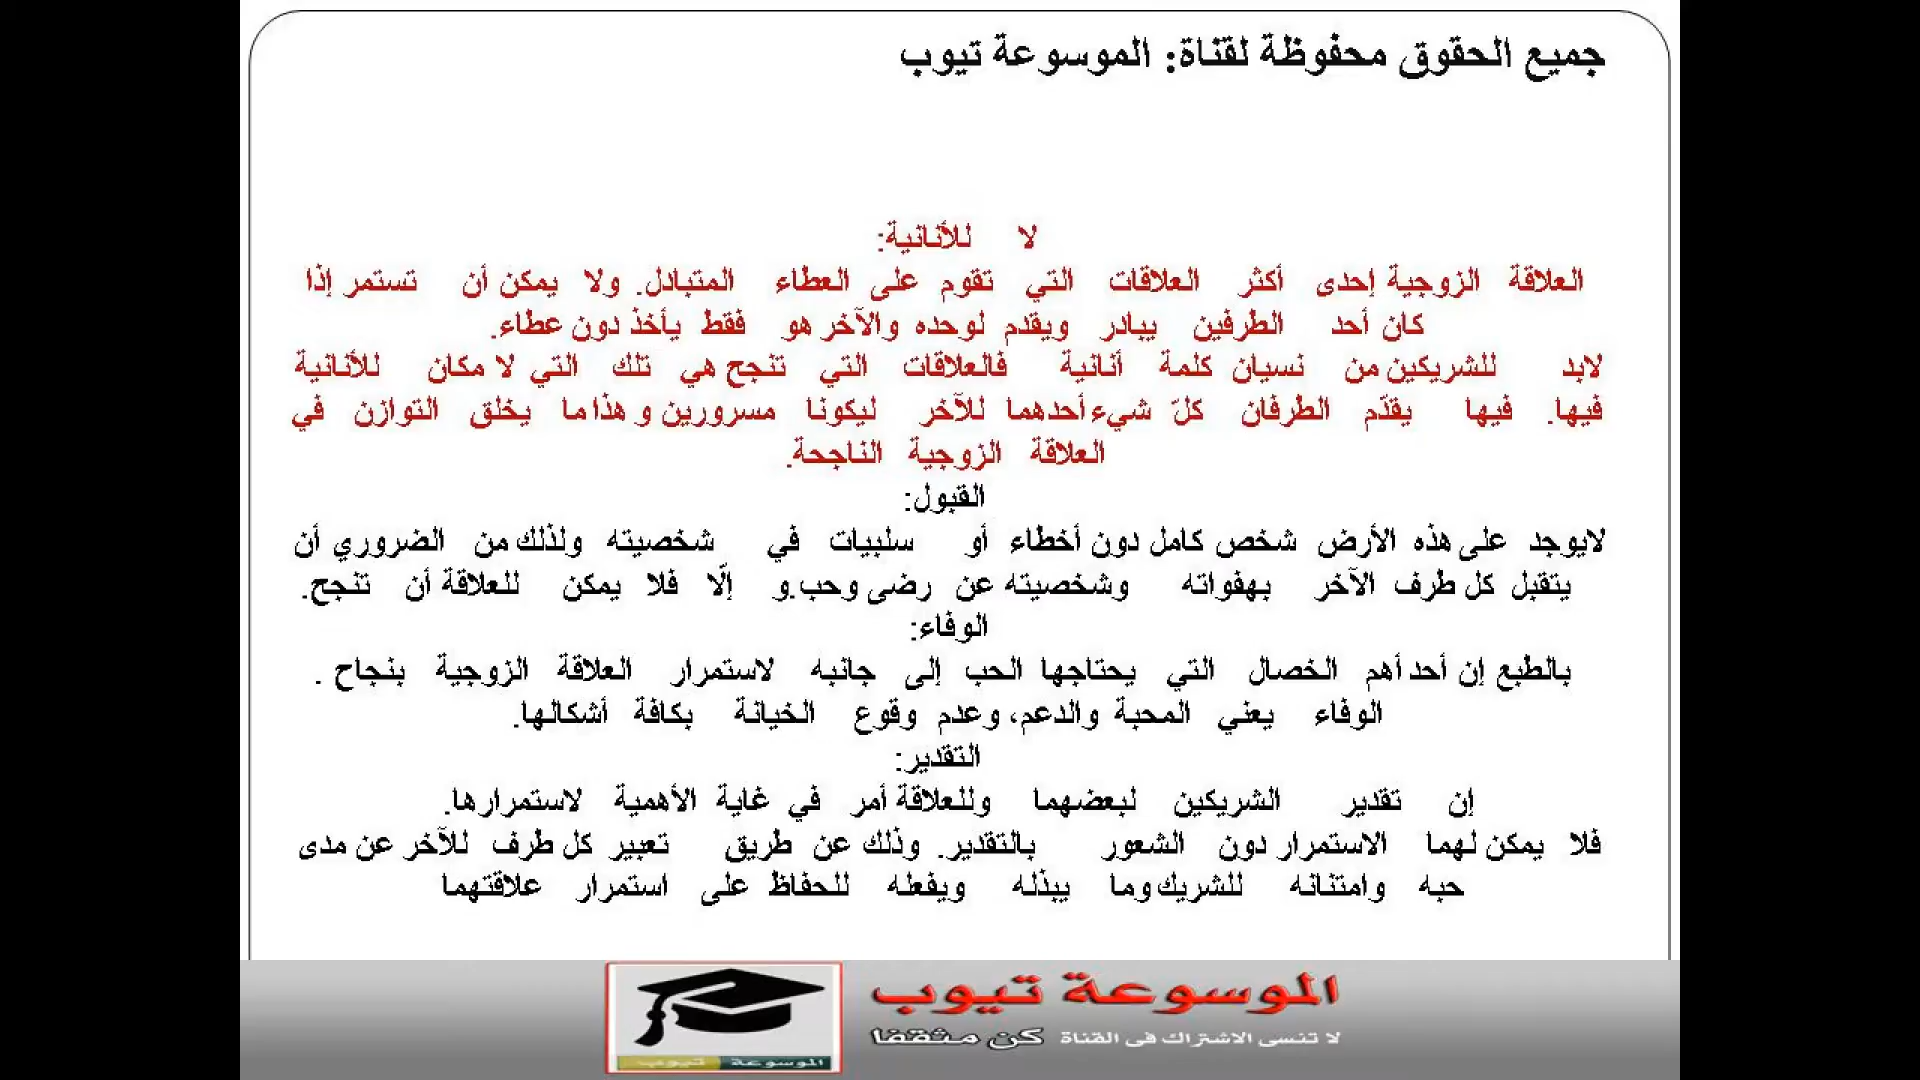 جميع الحقوق محفوظة لقناة: الموسوعة تيوب
لا للأنانية:
العلاقة الزوجية إحدى أكثر العلاقات التي تقوم على العطاء المتبادل. ولا يمكن أن تستمر إذا
كان أحد الطرفين يبادر ويقدم لوحده والآخر هو فقط يأخذ دون عطاء.
لابد للشريكين من نسيان كلمة أنانية فالعلاقات التي تنجح هي تلك التي لا مكان للأنانية
فيها. فيها يقدّم الطرفان كلّ شيء أحدهما للآخر ليكونا مسرورين و هذا ما يخلق التوازن في
العلاقة الزوجية الناجحة.
القبول:
لايوجد على هذه الأرض شخص كامل دون أخطاء أو سلبيات في شخصيته ولذلك من الضروري أن
يتقبل كل طرف الآخر بهفواته وشخصيته عن رضى وحب.و إلّا فلا يمكن للعلاقة أن تنجح.
الوفاء:
بالطبع إن أحد أهم الخصال التي يحتاجها الحب إلى جانبه لاستمرار العلاقة الزوجية بنجاح .
الوفاء يعني المحبة والدعم، وعدم وقوع الخيانة بكافة أشكالها.
التقدير:
إن تقدير الشريكين لبعضهما وللعلاقة أمر في غاية الأهمية لاستمرارها.
فلا يمكن لهما الاستمرار دون الشعور بالتقدير. وذلك عن طريق تعبير كل طرف للآخر عن مدى
حبه وامتنانه للشريك وما يبذله ويفعله للحفاظ على استمرار علاقتهما
الموسوعة تيوب
لا تنسى الاشتراك فى القناة كن مثقفا
الموسوعة تيوب